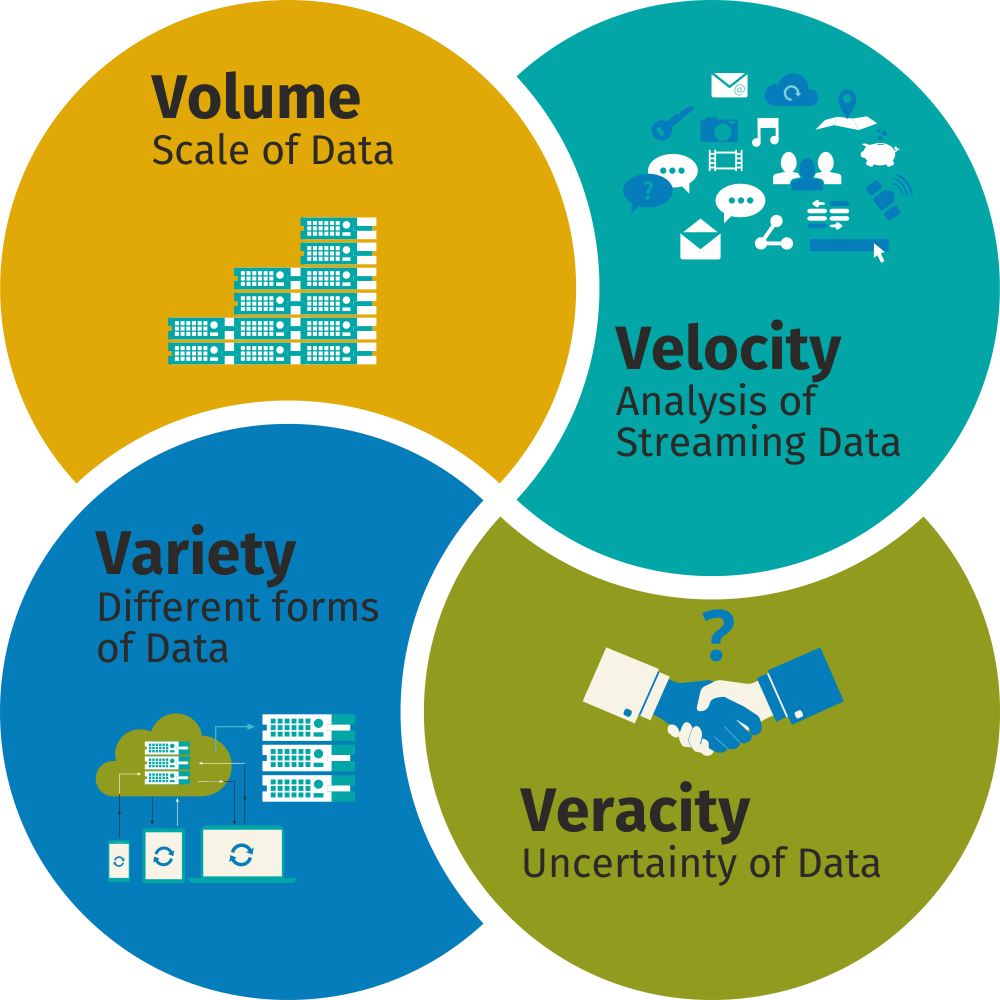 Volume
Scale of Data
@
?
Velocity
Analysis of
Streaming Data
Variety
Different forms
of Data
?
Veracity
Uncertainty of Data